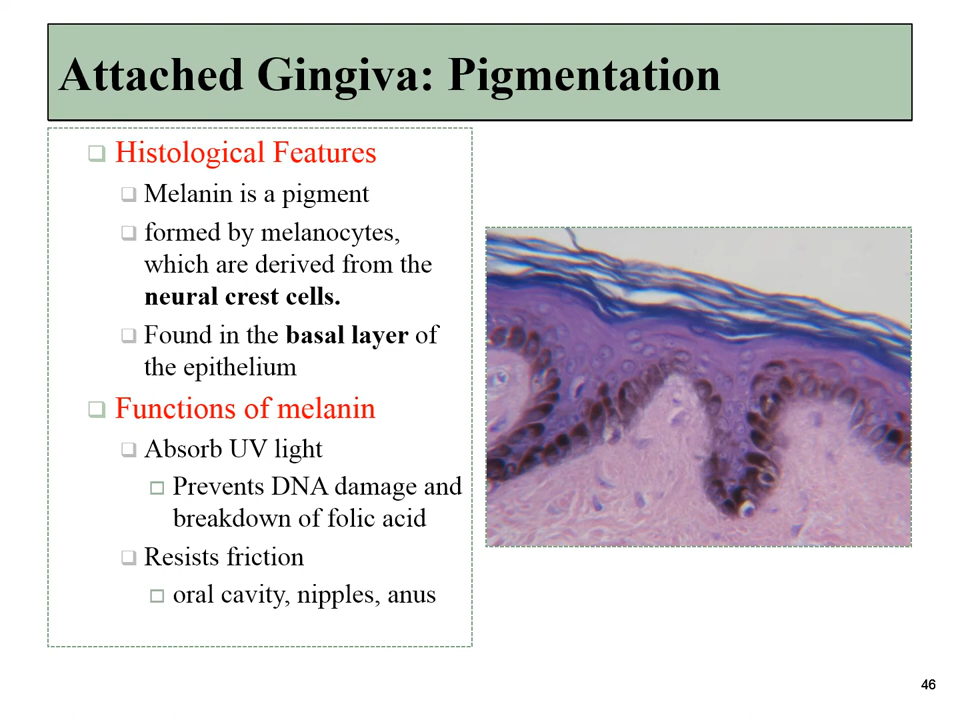 Attached Gingiva: Pigmentation
Histological Features
Melanin is a pigment
formed by melanocytes,
which are derived from the
neural crest cells.
Found in the basal layer of
the epithelium
Functions of melanin
Absorb UV light
Prevents DNA damage and
breakdown of folic acid
Resists friction
oral cavity, nipples, anus
46